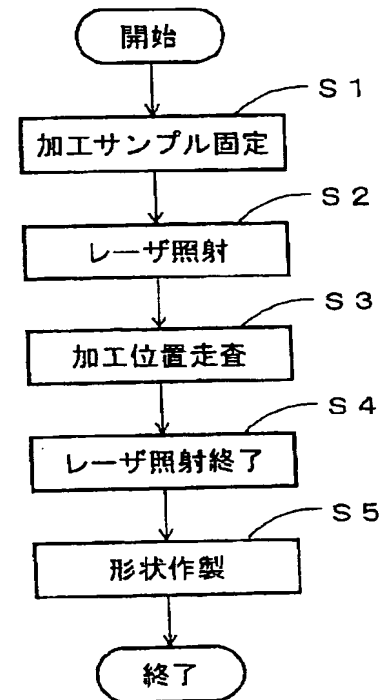 開始
S1
加工サンプル固定
S2
レーザ照射
S3
加工位置走査
S4
レーザ照射終了
S5
形状作製
終了